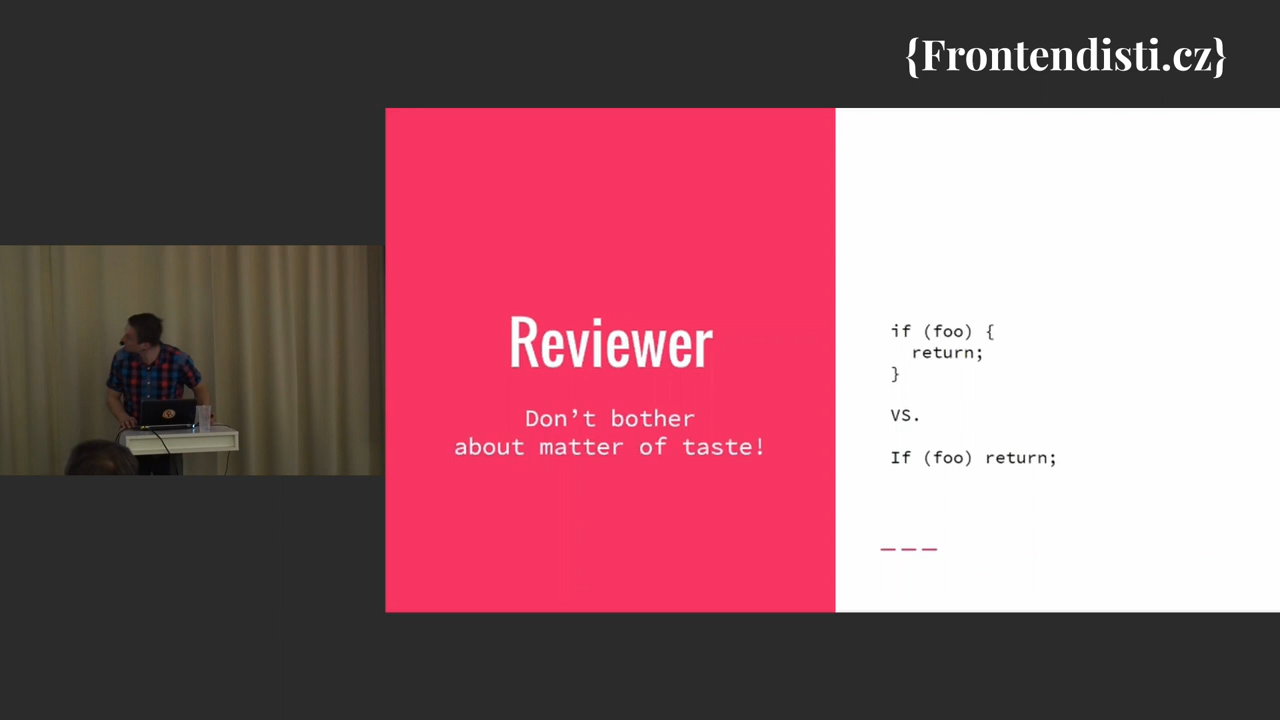 {Frontendisti.cz}
Reviewer
Don’t bother
about matter of taste!
if (foo) {
  return;
}
VS.
If (foo) return;